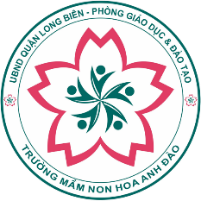 UBND QUẬN LONG BIÊN - PHÒNG GIÁO DỤC & ĐÀO TẠO
TRƯỜNG MẦM NON HOA ANH ĐÀO